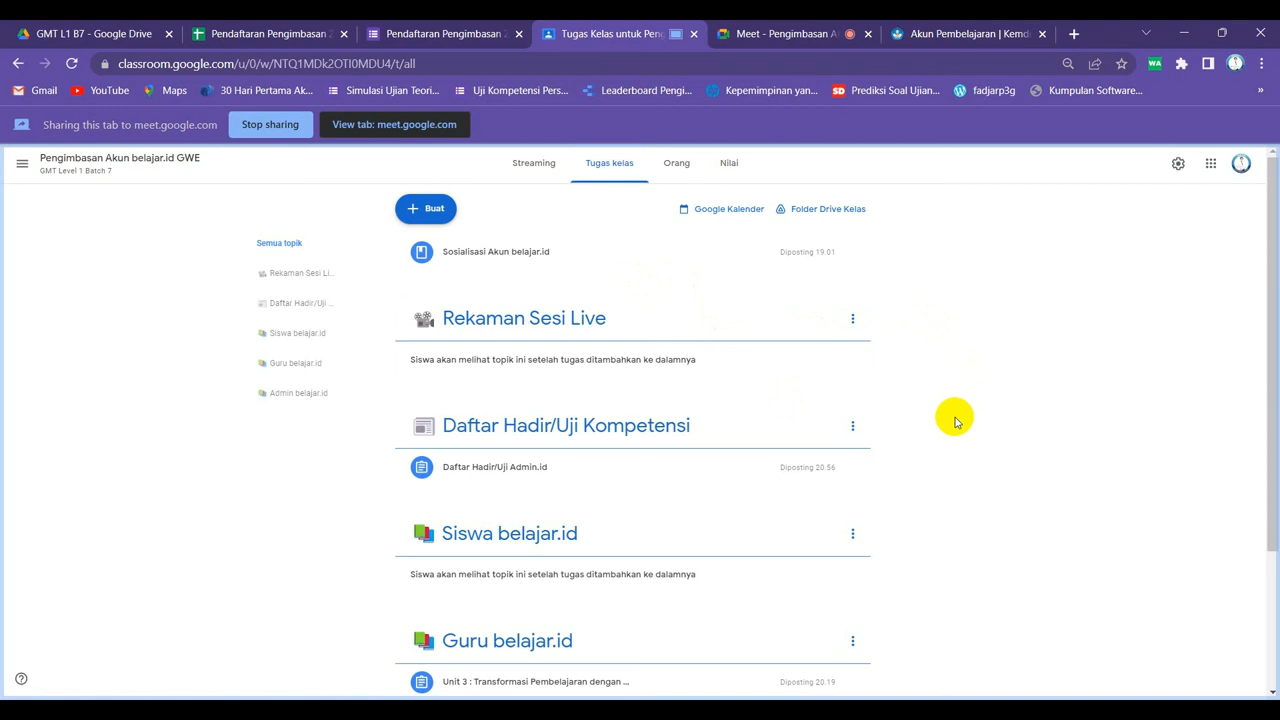 GMT L1 B7 - Google Drive
Pendaftaran Pengimbasan
Pendaftaran Pengimbasan
Tugas Kelas untuk Pen
Meet - Pengimbasan A
Akun Pembelajaran | Kemd
classroom.google.com/u/0/w/NTQ1MDk2OTI0MDU4/t/all
WA
Gmail
YouTube
Maps
30 Hari Pertama Ak...
Simulasi Ujian Teori...
Uji Kompetensi Pers...
Leaderboard Pengi...
Kepemimpinan yan...
SD
Prediksi Soal Ujian...
fadjarp3g
Kumpulan Software...
»
Sharing this tab to meet.google.com
Stop sharing
View tab: meet.google.com
Pengimbasan Akun belajar.id GWE
GMT Level 1 Batch 7
Streaming
Tugas kelas
Orang
Nilai
Buat
Google Kalender
Folder Drive Kelas
Semua topik
Rekaman Sesi Li...
Daftar Hadir/Uji ...
Siswa belajar.id
Guru belajar.id
Admin belajar.id
Sosialisasi Akun belajar.id
Diposting 19.01
Rekaman Sesi Live
Siswa akan melihat topik ini setelah tugas ditambahkan ke dalamnya
Daftar Hadir/Uji Kompetensi
Daftar Hadir/Uji Admin.id
Diposting 20.56
Siswa belajar.id
Siswa akan melihat topik ini setelah tugas ditambahkan ke dalamnya
Guru belajar.id
Unit 3 : Transformasi Pembelajaran dengan ...
Diposting 20.19